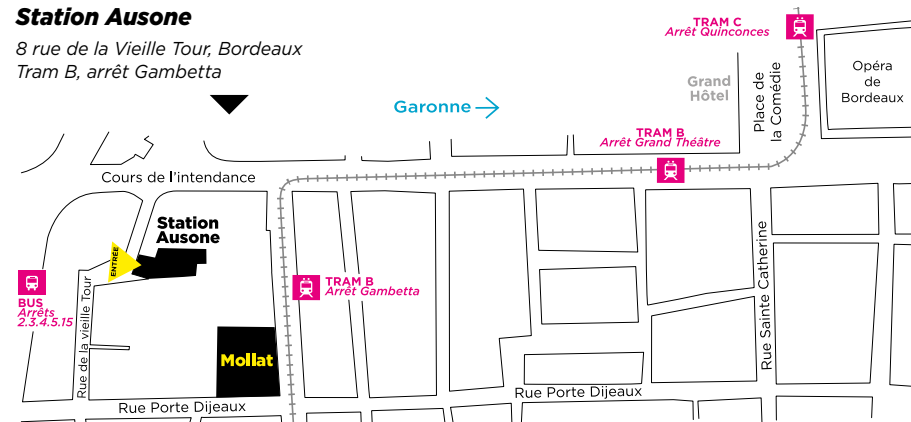 Station Ausone
8 rue de la Vieille Tour, Bordeaux
Tram B, arrêt Gambetta
TRAM C
Arrêt Quinconces
Opéra
de
Bordeaux
Grand
Hôtel
Place de
la Comédie
Garonne
TRAM B
Arrêt Grand Théâtre
Cours de l'intendance
Station
Ausone
ENTRÉE
BUS
Arrêts
2.3.4.5.15
Rue de la vieille Tour
TRAM B
Arrêt Gambetta
Rue Sainte Catherine
Mollat
Rue Porte Dijeaux
Rue Porte Dijeaux